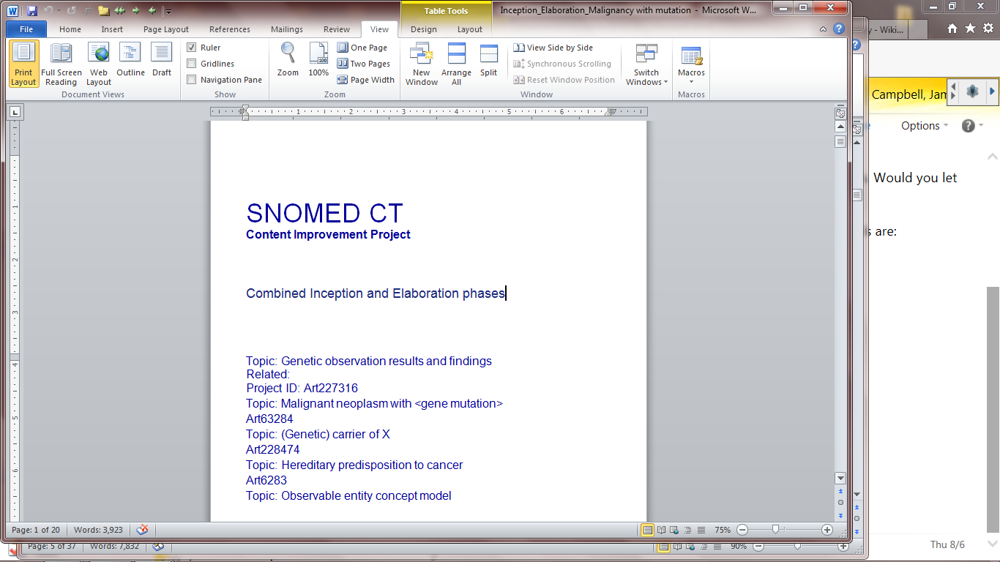 Table Tools
Inception_Elaboration_Malignancy with mutation - Microsoft W...
File Home Insert Page Layout References Mailings Review View Design Layout
Print Layout
Full Screen Reading
Web Layout
Outline
Draft
Document Views
Ruler
Gridlines
Navigation Pane
Show
Zoom
100%
One Page
Two Pages
Page Width
Zoom
New Window
Arrange All
Split
View Side by Side
Synchronous Scrolling
Reset Window Position
Window
Switch Windows
Macros
Macros
y - Wiki...
Campbell, Jam
Options
Would you let
s are:
Thu 8/6
1 2 3 4 5 6
SNOMED CT
Content Improvement Project
Combined Inception and Elaboration phases
Topic: Genetic observation results and findings
Related:
Project ID: Art227316
Topic: Malignant neoplasm with <gene mutation>
Art63284
Topic: (Genetic) carrier of X
Art228474
Topic: Hereditary predisposition to cancer
Art6283
Topic: Observable entity concept model
Page: 1 of 20 Words: 3,923 75%
Page: 5 of 37 Words: 7,832 90%